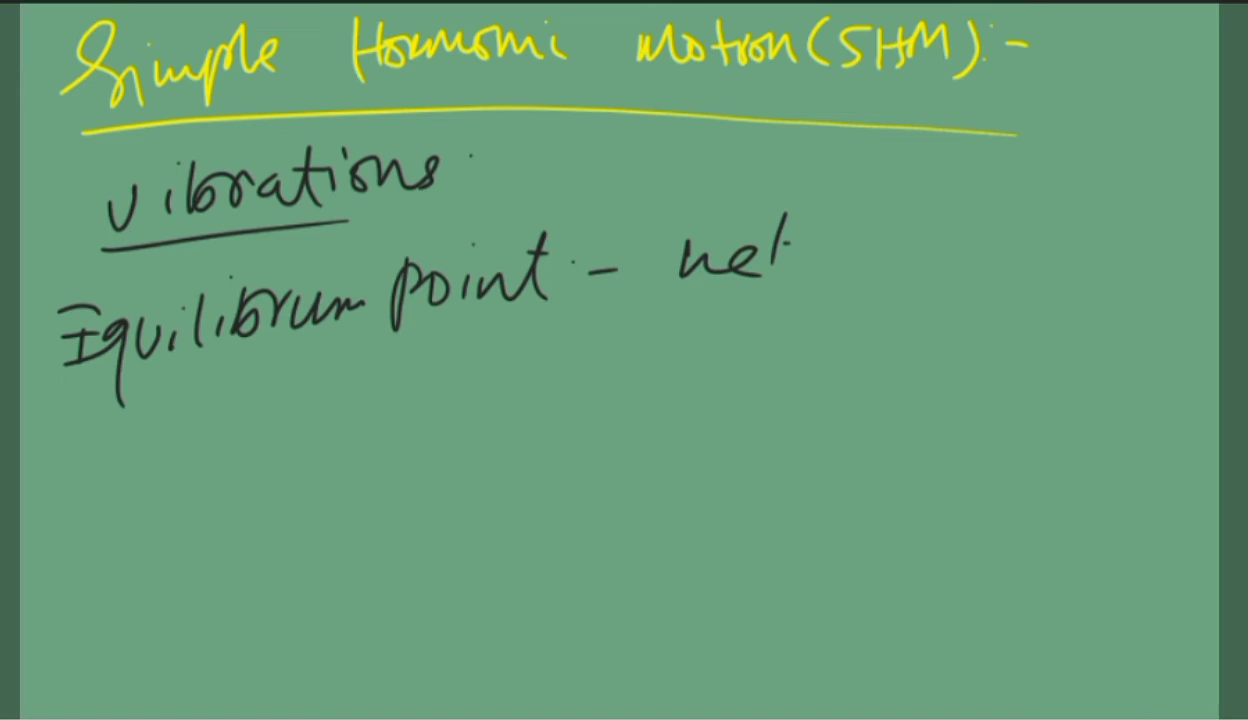 Simple Harmonic Motion (SHM) :-
Vibrations
Equilibrium point :- net